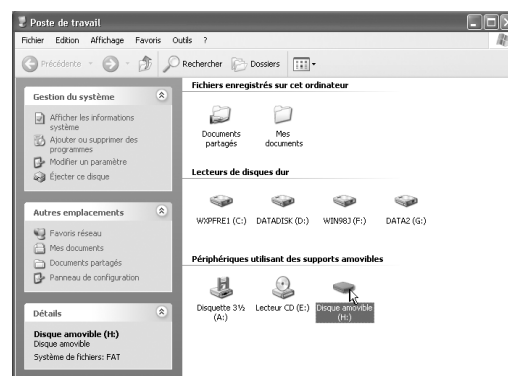 Poste de travail
Fichier Edition Affichage Favoris Outils ?
Précédente Rechercher Dossiers
Gestion du système
Afficher les informations
système
Ajouter ou supprimer des
programmes
Modifier un paramètre
Éjecter ce disque
Autres emplacements
Favoris réseau
Mes documents
Documents partagés
Panneau de configuration
Détails
Disque amovible (H:)
Disque amovible
Système de fichiers: FAT
Fichiers enregistrés sur cet ordinateur
Documents
partagés
Mes
documents
Lecteurs de disques dur
WXPFRE1 (C:) DATADISK (D:) WIN98J (F:) DATA2 (G:)
Périphériques utilisant des supports amovibles
Disquette 3½
(A:)
Lecteur CD (E:)
Disque amovible
(H:)